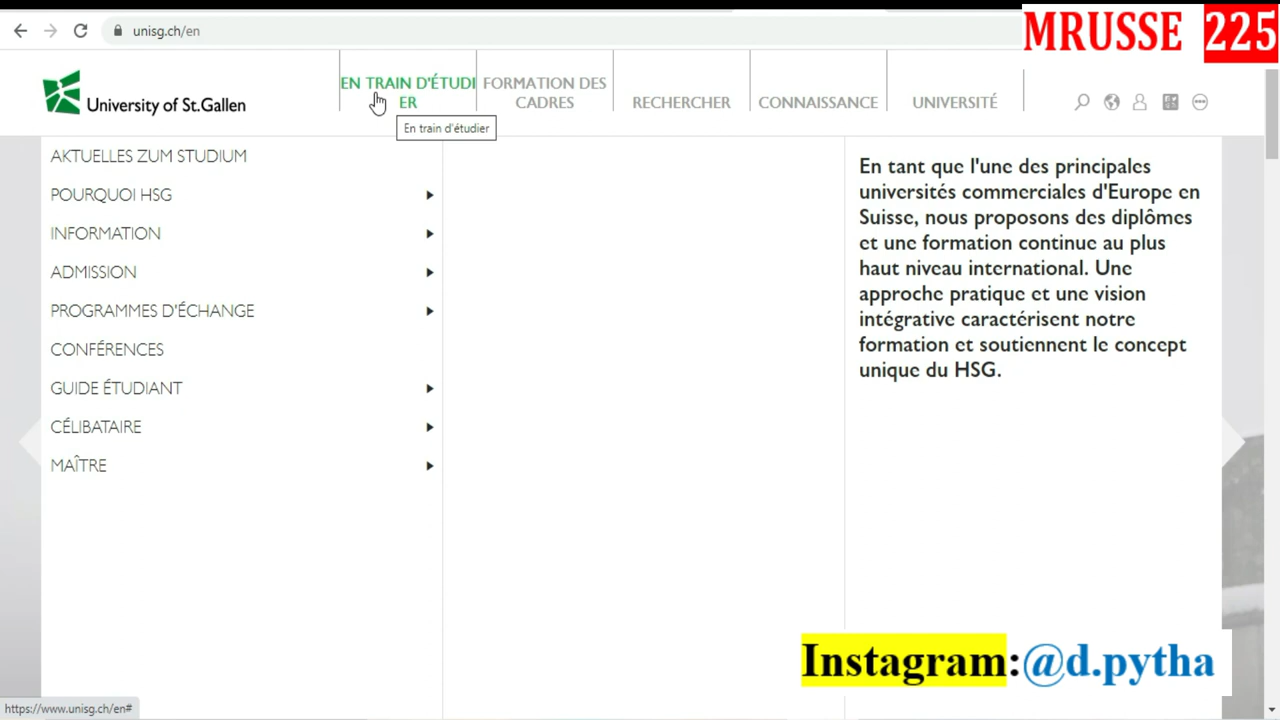 unisg.ch/en
MRUSSE 225
University of St.Gallen
EN TRAIN D'ÉTUDI
ER
FORMATION DES
CADRES
RECHERCHER
CONNAISSANCE
UNIVERSITÉ
En train d'étudier
AKTUELLES ZUM STUDIUM
POURQUOI HSG
INFORMATION
ADMISSION
PROGRAMMES D'ÉCHANGE
CONFÉRENCES
GUIDE ÉTUDIANT
CÉLIBATAIRE
MAÎTRE
En tant que l'une des principales
universités commerciales d'Europe en
Suisse, nous proposons des diplômes
et une formation continue au plus
haut niveau international. Une
approche pratique et une vision
intégrative caractérisent notre
formation et soutiennent le concept
unique du HSG.
Instagram:@d.pytha
https://www.unisg.ch/en#